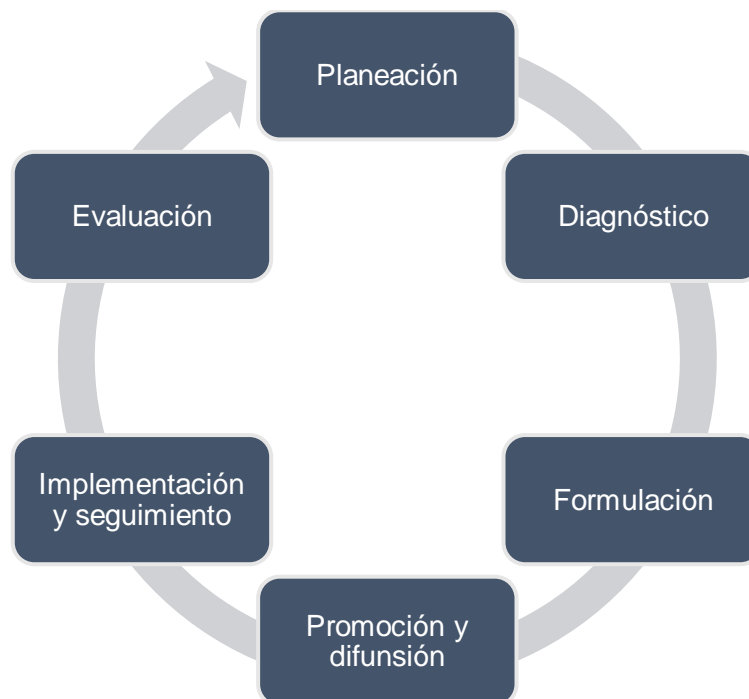 Planeación
Diagnóstico
Formulación
Promoción y
difunsión
Implementación
y seguimiento
Evaluación